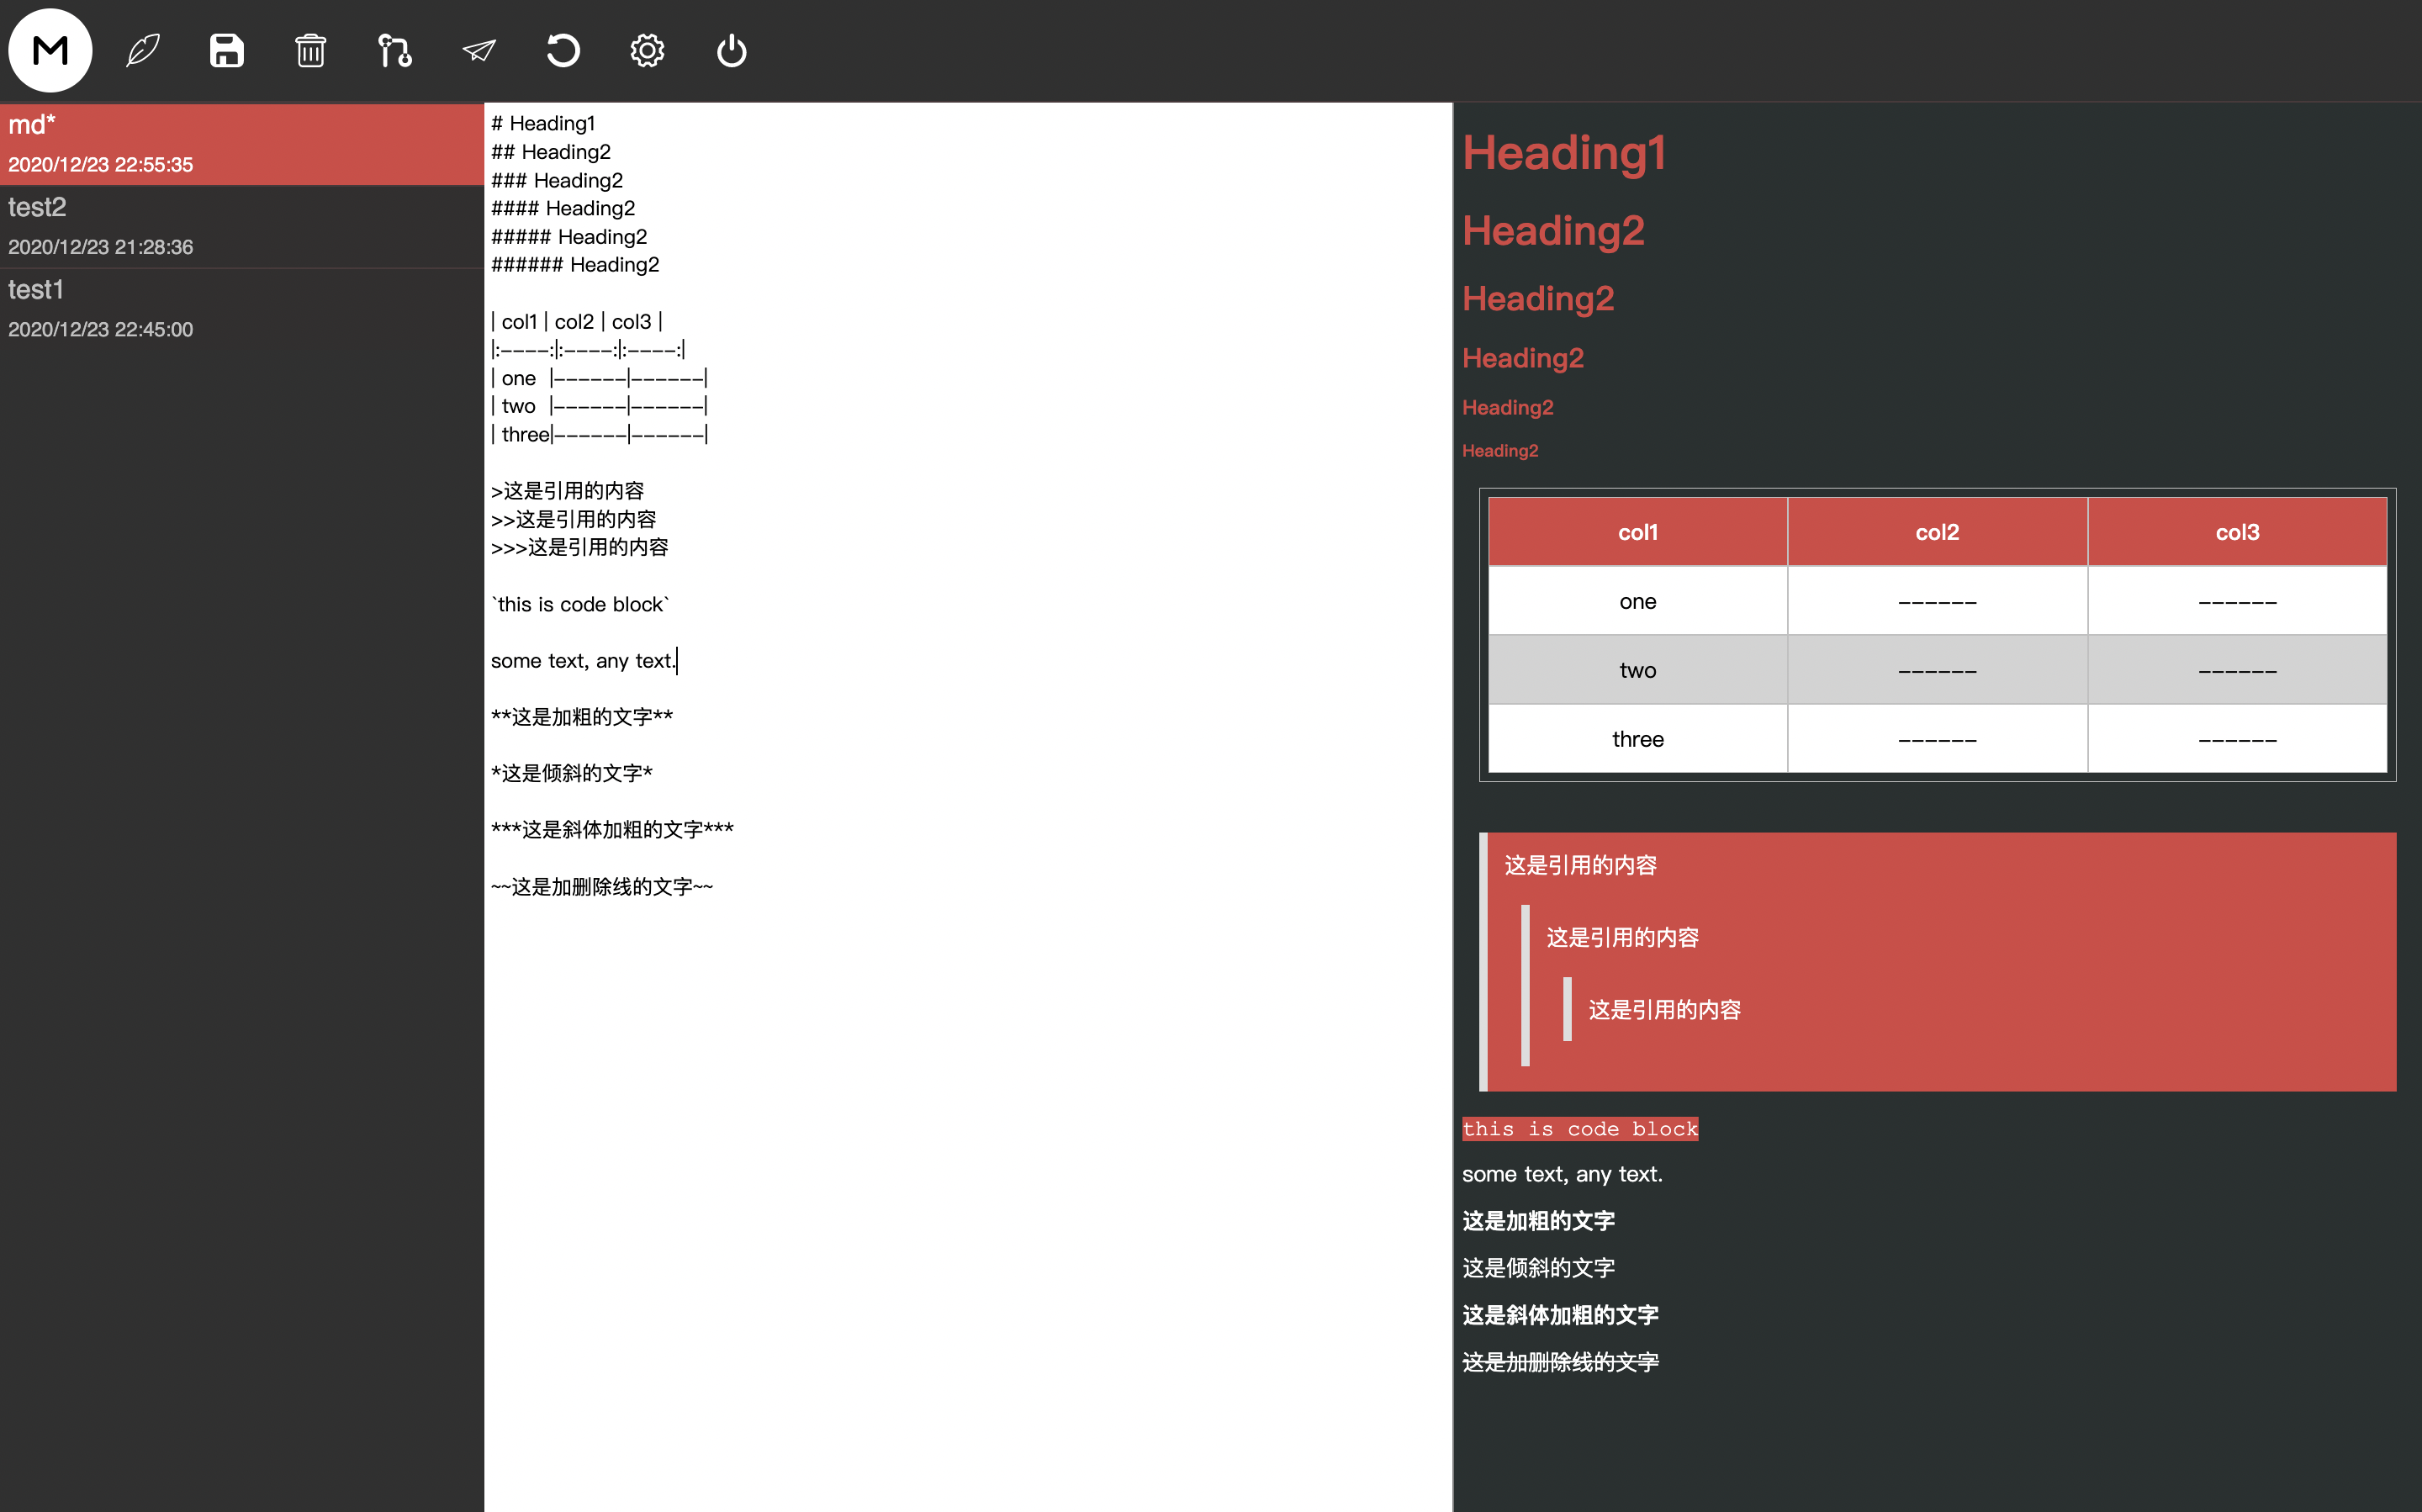 M
md*
2020/12/23 22:55:35
test2
2020/12/23 21:28:36
test1
2020/12/23 22:45:00
# Heading1
## Heading2
### Heading2
#### Heading2
##### Heading2
###### Heading2
| col1 | col2 | col3 |
|:----:|:----:|:----:|
| one  |------|------|
| two  |------|------|
| three|------|------|
>这是引用的内容
>>这是引用的内容
>>>这是引用的内容
`this is code block`
some text, any text.
**这是加粗的文字**
*这是倾斜的文字*
***这是斜体加粗的文字***
~~这是加删除线的文字~~
Heading1
Heading2
Heading2
Heading2
Heading2
Heading2
col1 col2 col3
one ------ ------
two ------ ------
three ------ ------
这是引用的内容
这是引用的内容
这是引用的内容
this is code block
some text, any text.
这是加粗的文字
这是倾斜的文字
这是斜体加粗的文字
这是加删除线的文字